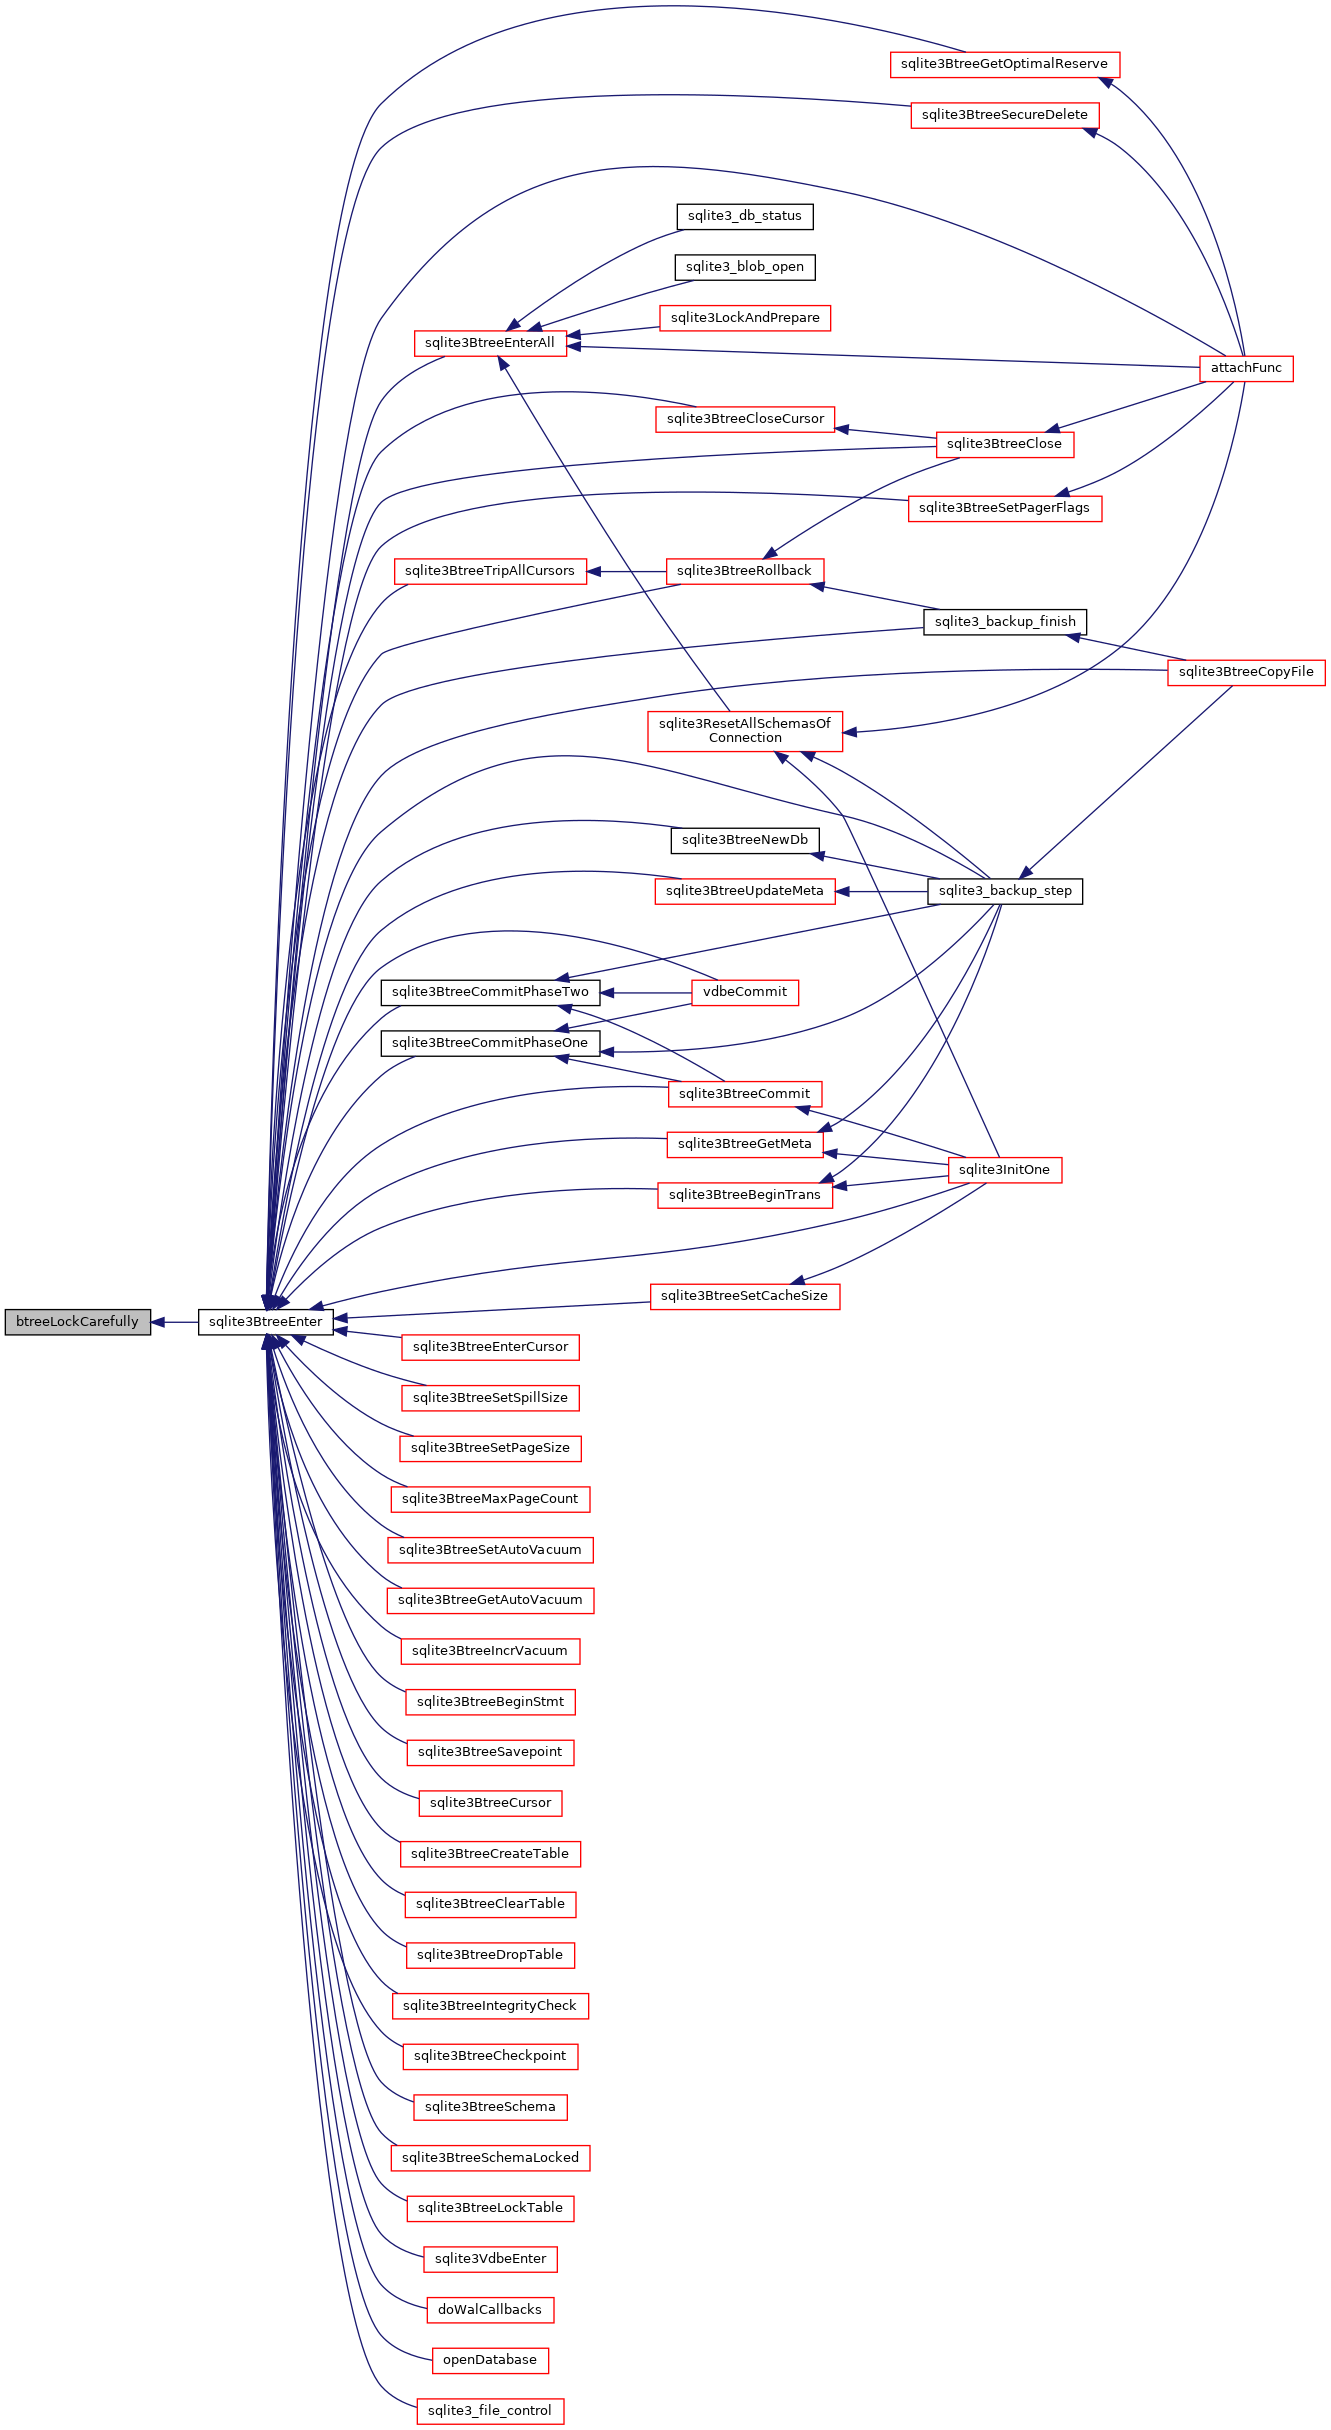 sqlite3BtreeGetOptimalReserve
sqlite3BtreeSecureDelete
sqlite3_db_status
sqlite3_blob_open
sqlite3LockAndPrepare
sqlite3BtreeEnterAll
attachFunc
sqlite3BtreeCloseCursor
sqlite3BtreeClose
sqlite3BtreeSetPagerFlags
sqlite3BtreeTripAllCursors
sqlite3BtreeRollback
sqlite3_backup_finish
sqlite3BtreeCopyFile
sqlite3ResetAllSchemasOf
Connection
sqlite3BtreeNewDb
sqlite3BtreeUpdateMeta
sqlite3_backup_step
sqlite3BtreeCommitPhaseTwo
vdbeCommit
sqlite3BtreeCommitPhaseOne
sqlite3BtreeCommit
sqlite3BtreeGetMeta
sqlite3InitOne
sqlite3BtreeBeginTrans
sqlite3BtreeSetCacheSize
btreeLockCarefully
sqlite3BtreeEnter
sqlite3BtreeEnterCursor
sqlite3BtreeSetSpillSize
sqlite3BtreeSetPageSize
sqlite3BtreeMaxPageCount
sqlite3BtreeSetAutoVacuum
sqlite3BtreeGetAutoVacuum
sqlite3BtreeIncrVacuum
sqlite3BtreeBeginStmt
sqlite3BtreeSavepoint
sqlite3BtreeCursor
sqlite3BtreeCreateTable
sqlite3BtreeClearTable
sqlite3BtreeDropTable
sqlite3BtreeIntegrityCheck
sqlite3BtreeCheckpoint
sqlite3BtreeSchema
sqlite3BtreeSchemaLocked
sqlite3BtreeLockTable
sqlite3VdbeEnter
doWalCallbacks
openDatabase
sqlite3_file_control